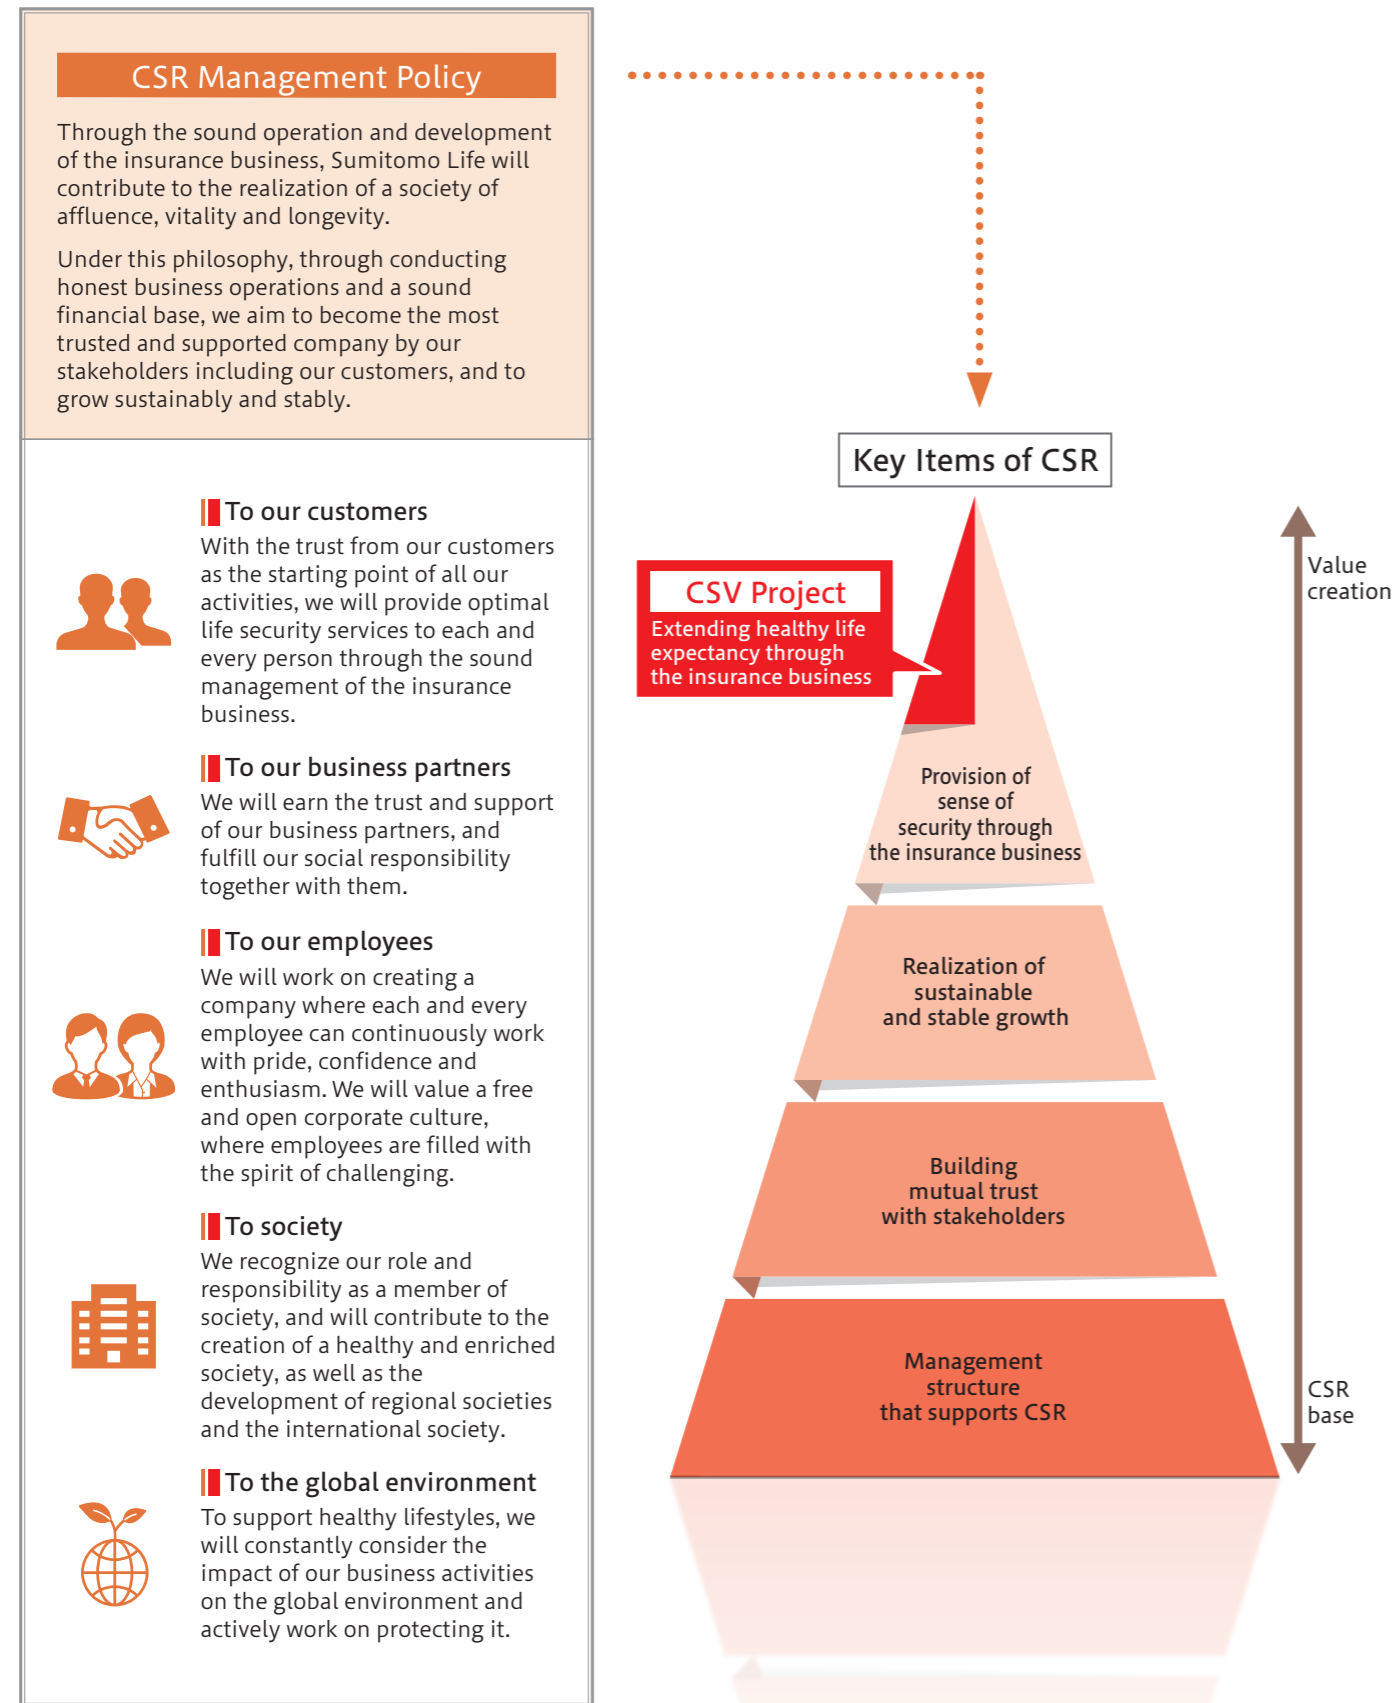 CSR Management Policy
Through the sound operation and development
of the insurance business, Sumitomo Life will
contribute to the realization of a society of
affluence, vitality and longevity.
Under this philosophy, through conducting
honest business operations and a sound
financial base, we aim to become the most
trusted and supported company by our
stakeholders including our customers, and to
grow sustainably and stably.
To our customers
With the trust from our customers
as the starting point of all our
activities, we will provide optimal
life security services to each and
every person through the sound
management of the insurance
business.
To our business partners
We will earn the trust and support
of our business partners, and
fulfill our social responsibility
together with them.
To our employees
We will work on creating a
company where each and every
employee can continuously work
with pride, confidence and
enthusiasm. We will value a free
and open corporate culture,
where employees are filled with
the spirit of challenging.
To society
We recognize our role and
responsibility as a member of
society, and will contribute to the
creation of a healthy and enriched
society, as well as the
development of regional societies
and the international society.
To the global environment
To support healthy lifestyles, we
will constantly consider the
impact of our business activities
on the global environment and
actively work on protecting it.
Key Items of CSR
CSV Project
Extending healthy life
expectancy through
the insurance business
Provision of
sense of
security through
the insurance business
Realization of
sustainable
and stable growth
Building
mutual trust
with stakeholders
Management
structure
that supports CSR
Value
creation
CSR
base